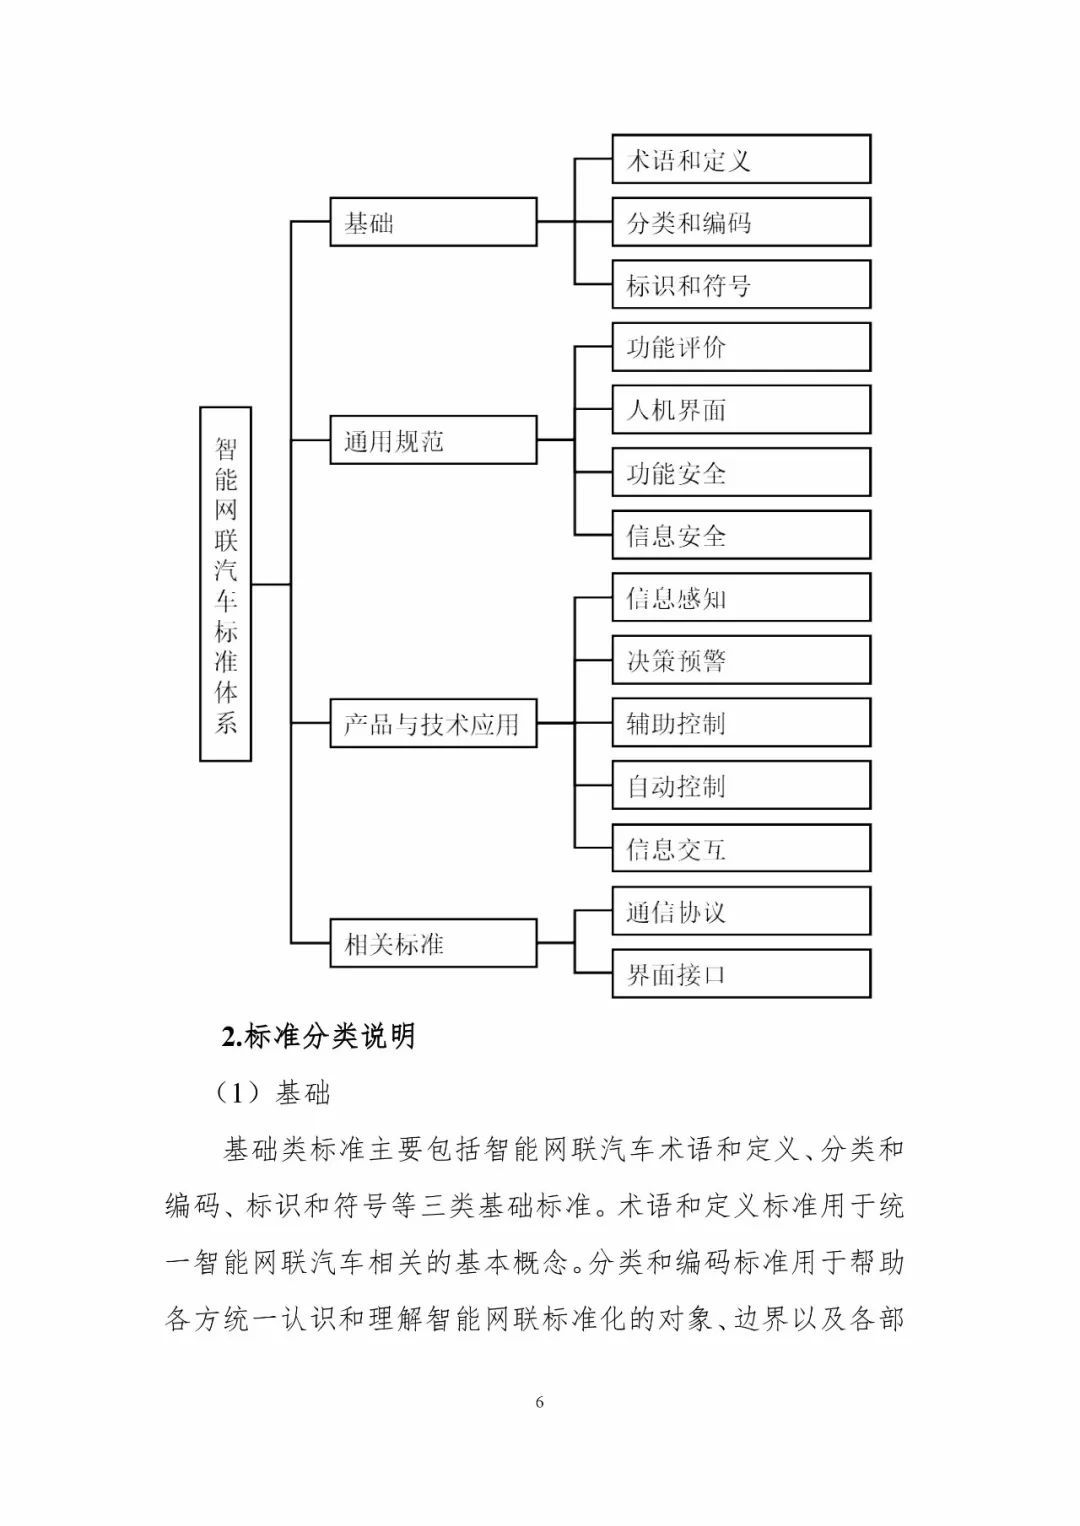 智能网联汽车标准体系
基础
术语和定义
分类和编码
标识和符号
通用规范
功能评价
人机界面
功能安全
信息安全
产品与技术应用
信息感知
决策预警
辅助控制
自动控制
信息交互
相关标准
通信协议
界面接口
2.标准分类说明
（1）基础
基础类标准主要包括智能网联汽车术语和定义、分类和
编码、标识和符号等三类基础标准。术语和定义标准用于统
一智能网联汽车相关的基本概念。分类和编码标准用于帮助
各方统一认识和理解智能网联标准化的对象、边界以及各部
6